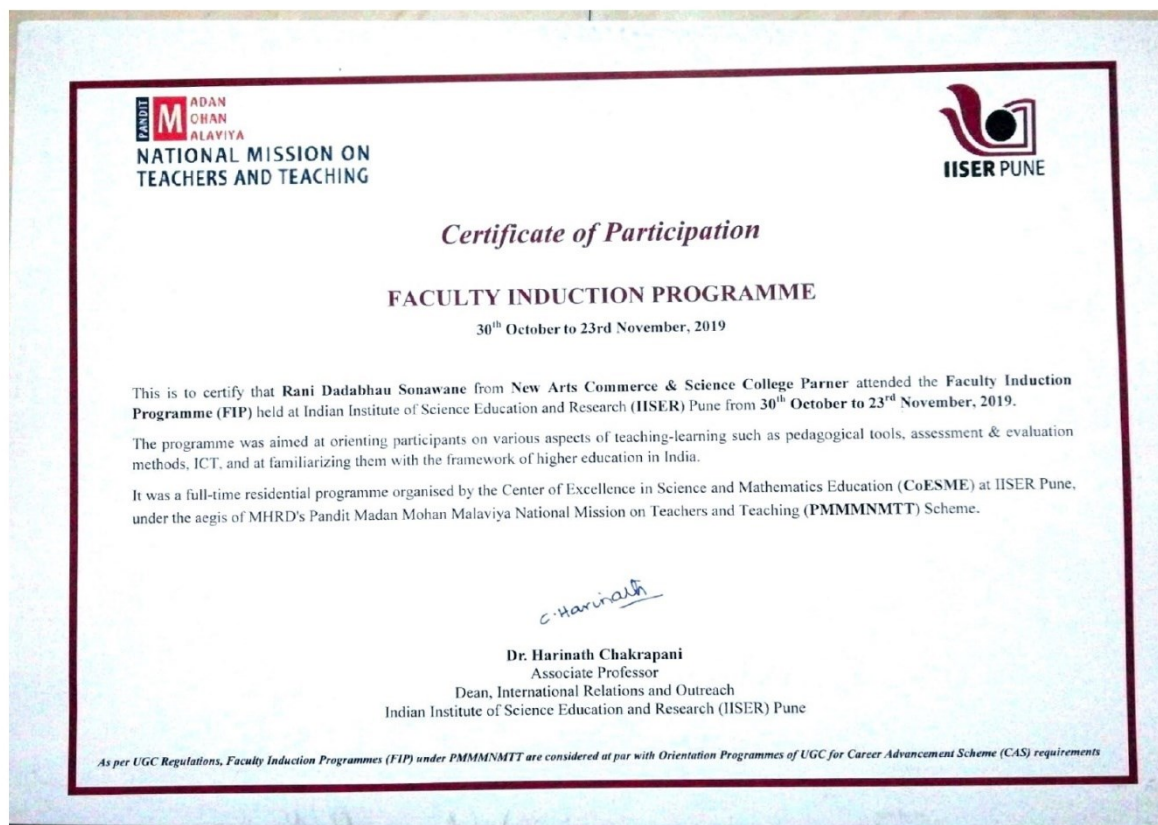 PANDIT
MADAN
MOHAN
MALAVIYA
NATIONAL MISSION ON
TEACHERS AND TEACHING
IISER PUNE
Certificate of Participation
FACULTY INDUCTION PROGRAMME
30th October to 23rd November, 2019
This is to certify that Rani Dadabhau Sonawane from New Arts Commerce & Science College Parner attended the Faculty Induction
Programme (FIP) held at Indian Institute of Science Education and Research (IISER) Pune from 30th October to 23rd November, 2019.
The programme was aimed at orienting participants on various aspects of teaching-learning such as pedagogical tools, assessment & evaluation
methods, ICT, and at familiarizing them with the framework of higher education in India.
It was a full-time residential programme organised by the Center of Excellence in Science and Mathematics Education (CoESME) at IISER Pune,
under the aegis of MHRD's Pandit Madan Mohan Malaviya National Mission on Teachers and Teaching (PMMMNMTT) Scheme.
C. Harinath
Dr. Harinath Chakrapani
Associate Professor
Dean, International Relations and Outreach
Indian Institute of Science Education and Research (IISER) Pune
As per UGC Regulations, Faculty Induction Programmes (FIP) under PMMMNMTT are considered at par with Orientation Programmes of UGC for Career Advancement Scheme (CAS) requirements